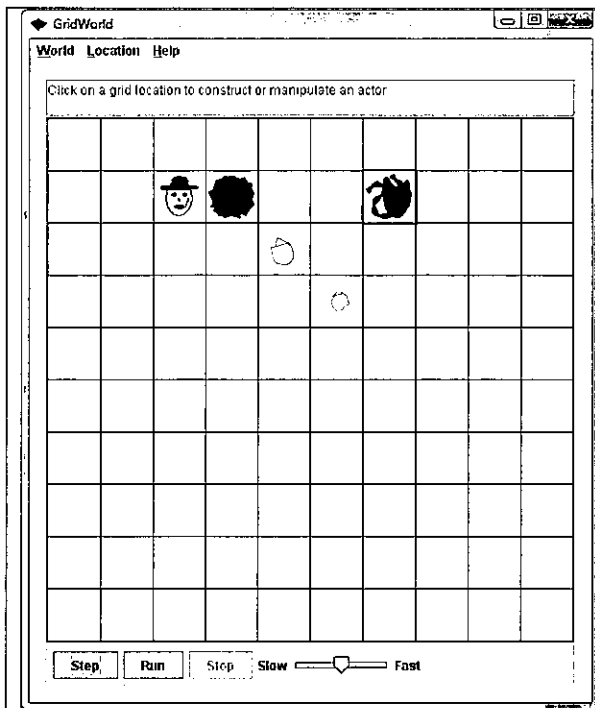 GridWorld
World Location Help
Click on a grid location to construct or manipulate an actor
Step Run Stop Slow Fast